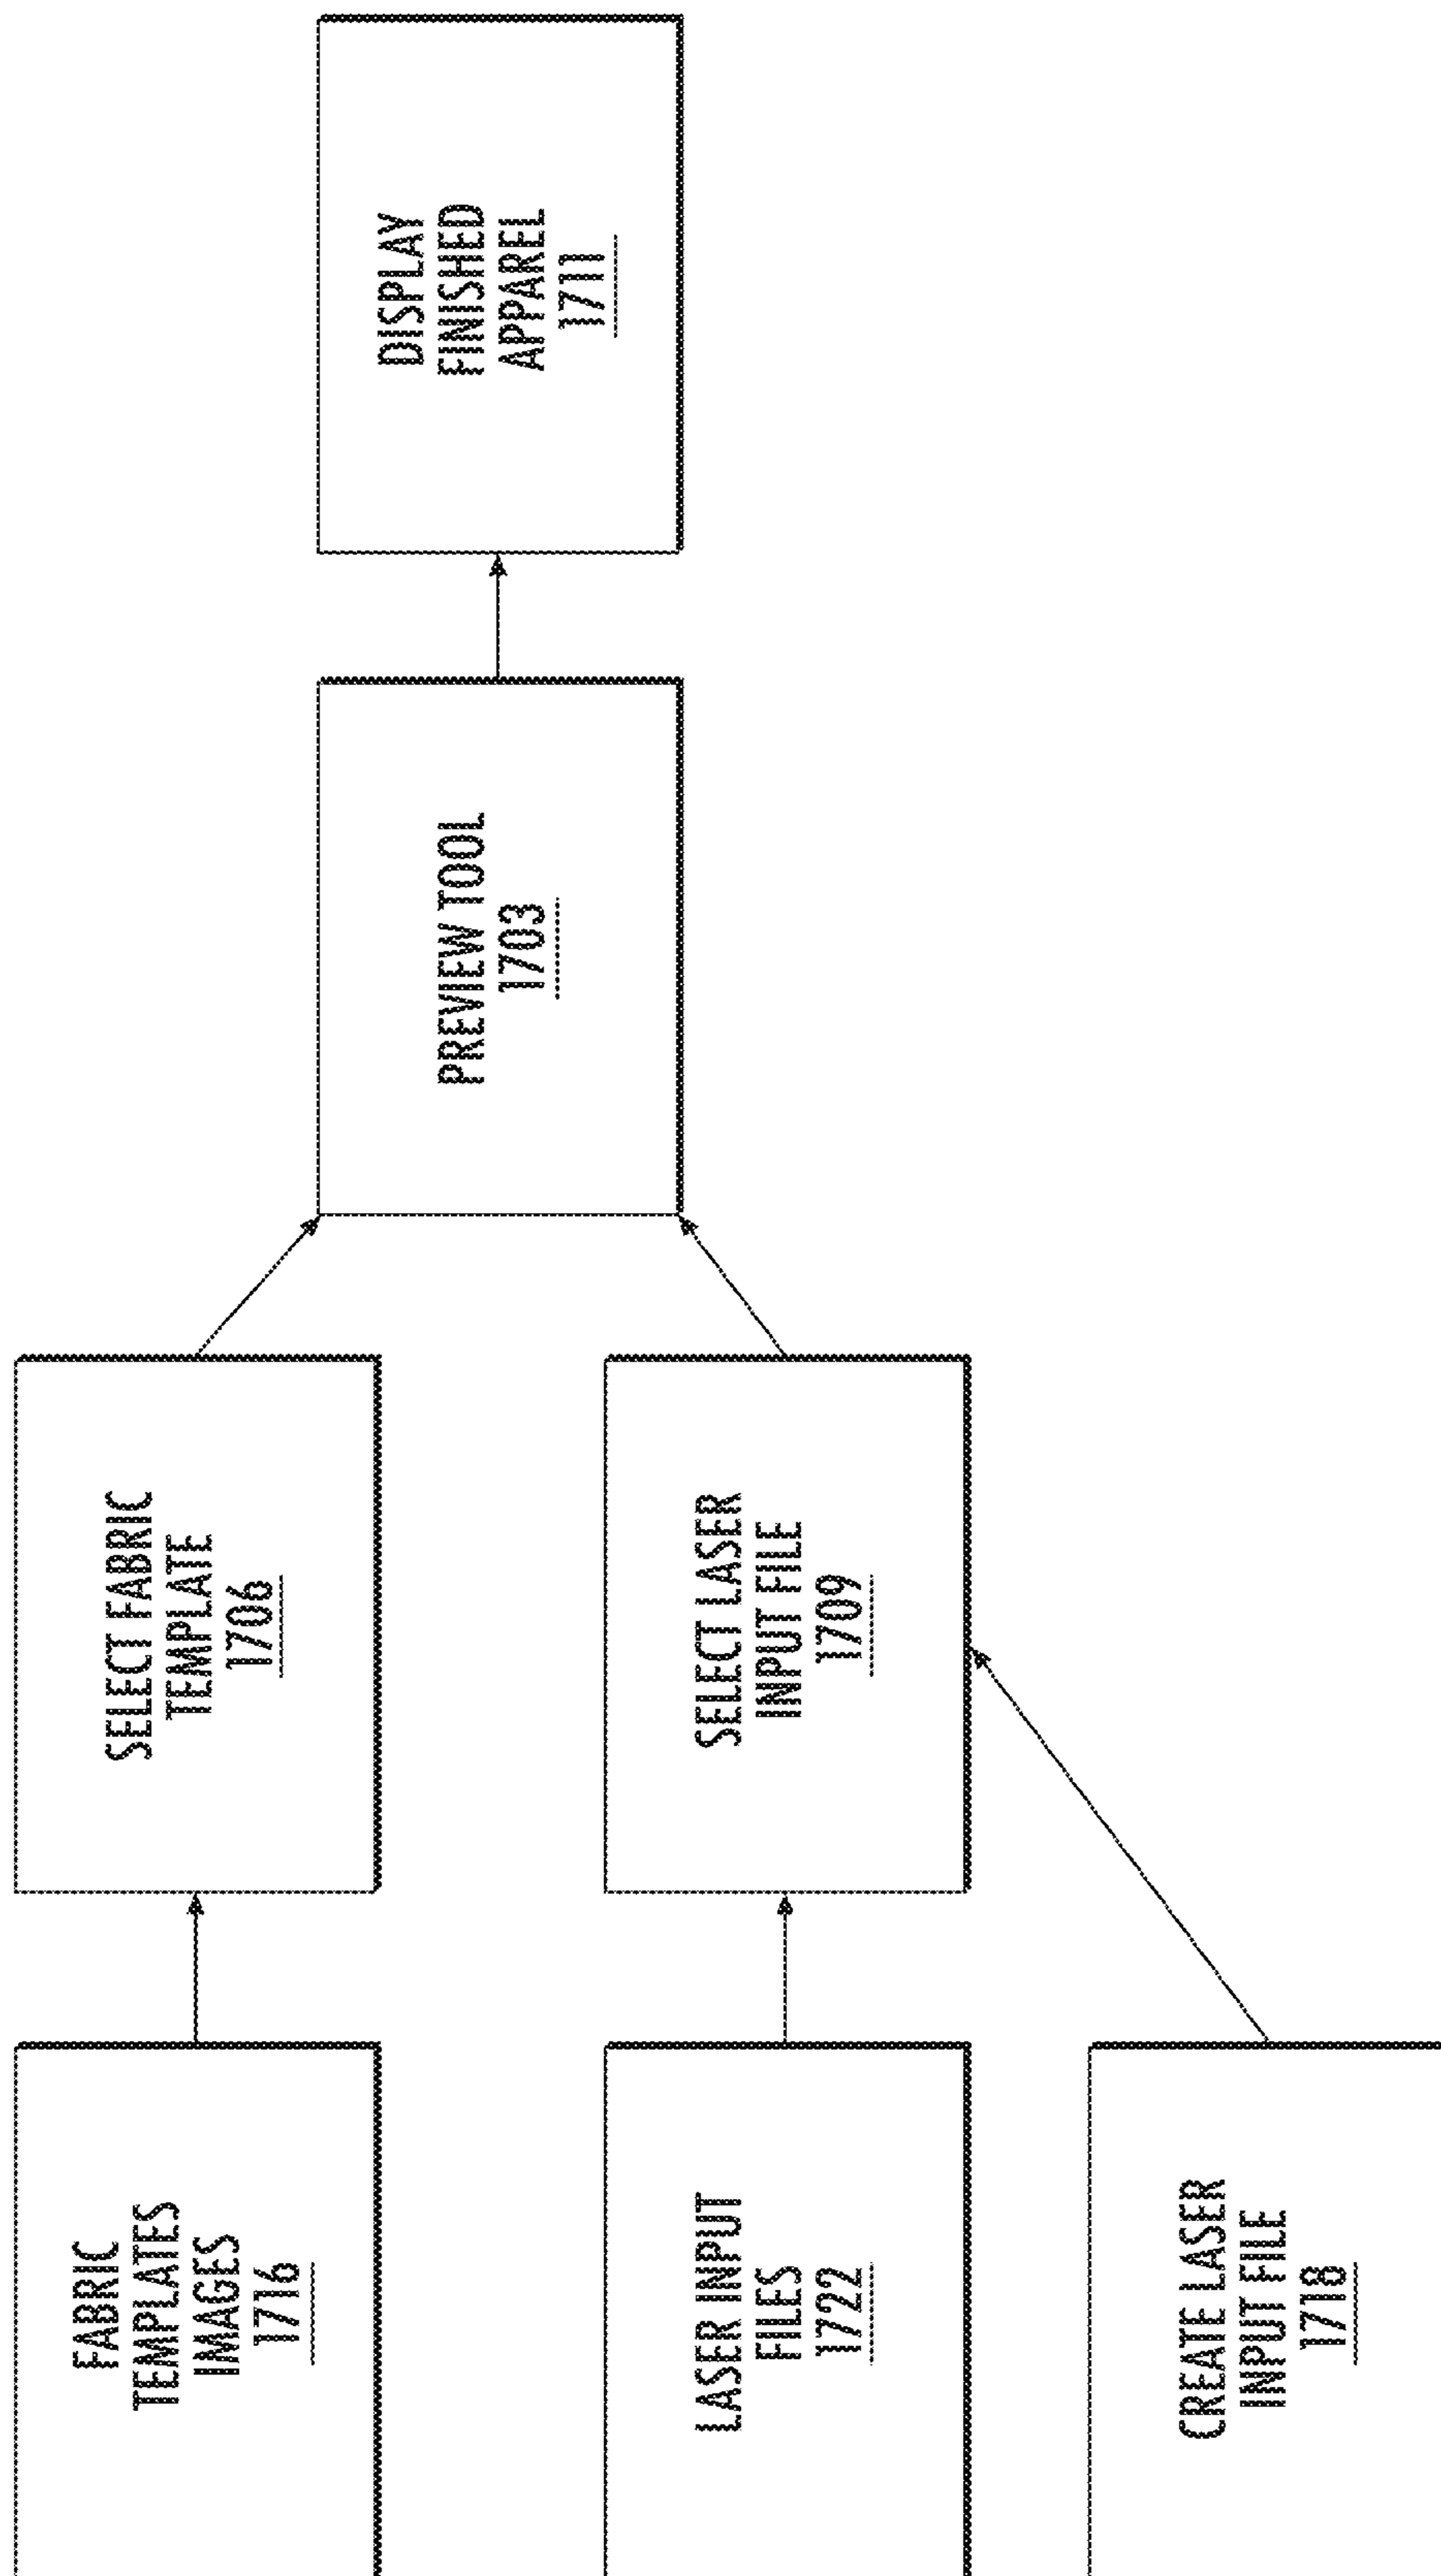 FABRIC
TEMPLATES
IMAGES
1716
SELECT FABRIC
TEMPLATE
1706
LASER INPUT
FILES
1722
SELECT LASER
INPUT FILE
1709
CREATE LASER
INPUT FILE
1718
PREVIEW TOOL
1703
DISPLAY
FINISHED
APPAREL
1711